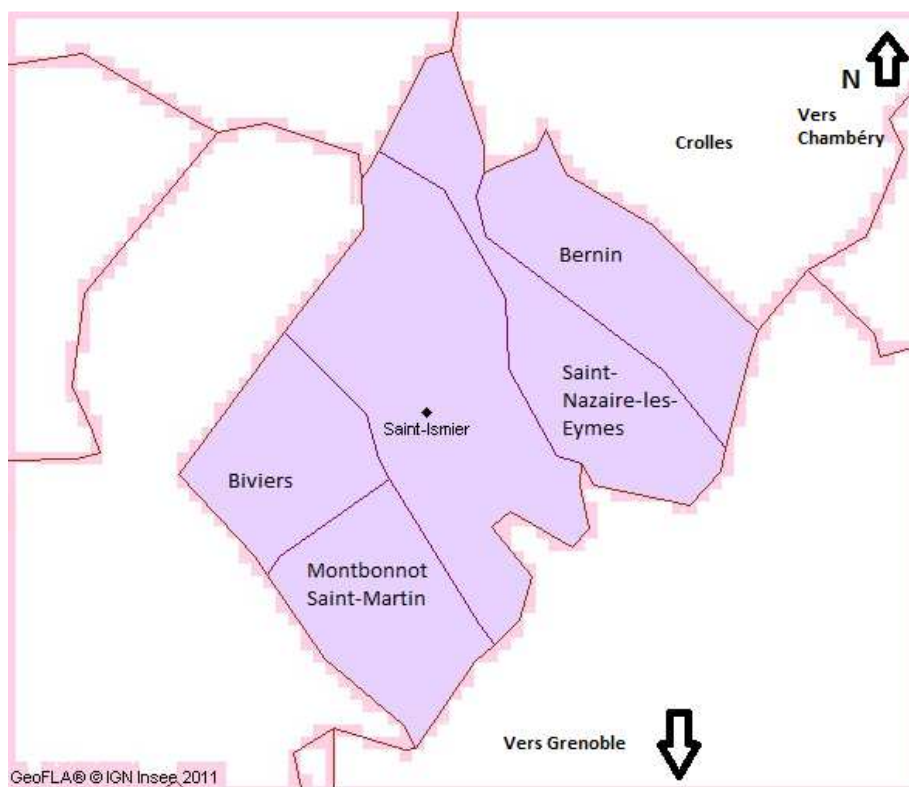 N
Vers
Chambéry
Crolles
Bernin
Saint-
Nazaire-les-
Eymes
Saint-Ismier
Biviers
Montbonnot
Saint-Martin
Vers Grenoble
GeoFLA® © IGN Insee 2011